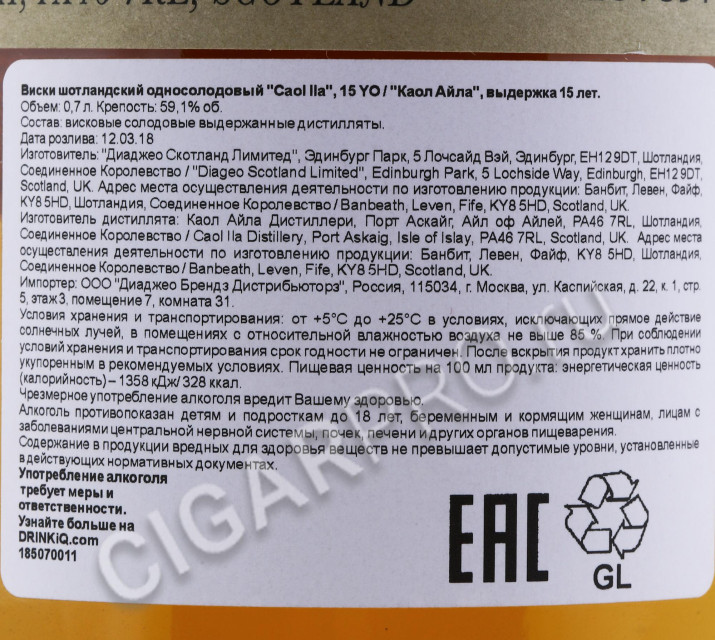 SCOTLAND
Виски шотландский односолодовый "Caol Ila", 15 YO / "Каол Айла", выдержка 15 лет.
Объем: 0,7 л. Крепость: 59,1% об.
Состав: висковые солодовые выдержанные дистилляты.
Дата розлива: 12.03.18
Изготовитель: "Диаджео Скотланд Лимитед", Эдинбург Парк, 5 Лочсайд Вэй, Эдинбург, EH12 9DT, Шотландия,
Соединенное Королевство / "Diageo Scotland Limited", Edinburgh Park, 5 Lochside Way, Edinburgh, EH12 9DT,
Scotland, UK. Адрес места осуществления деятельности по изготовлению продукции: Банбит, Левен, Файф,
KY8 5HD, Шотландия, Соединенное Королевство / Banbeath, Leven, Fife, KY8 5HD, Scotland, UK.
Изготовитель дистиллята: Каол Айла Дистиллери, Порт Аскайг, Айл оф Айлей, PA46 7RL, Шотландия,
Соединенное Королевство / Caol Ila Distillery, Port Askaig, Isle of Islay, PA46 7RL, Scotland, UK. Адрес места
осуществления деятельности по изготовлению продукции: Банбит, Левен, Файф, KY8 5HD, Шотландия,
Соединенное Королевство / Banbeath, Leven, Fife, KY8 5HD, Scotland, UK.
Импортер: ООО "Диаджео Брендз Дистрибьюторз", Россия, 115034, г. Москва, ул. Каспийская, д. 22, к. 1, стр.
5, этаж 3, помещение 7, комната 31.
Условия хранения и транспортирования: от +5°С до +25°С в условиях, исключающих прямое действие
солнечных лучей, в помещениях с относительной влажностью воздуха не выше 85 %. При соблюдении
условий хранения и транспортирования срок годности не ограничен. После вскрытия продукт хранить плотно
укупоренным в рекомендуемых условиях. Пищевая ценность на 100 мл продукта: энергетическая ценность
(калорийность) – 1358 кДж/ 328 ккал.
Чрезмерное употребление алкоголя вредит Вашему здоровью.
Алкоголь противопоказан детям и подросткам до 18 лет, беременным и кормящим женщинам, лицам с
заболеваниями центральной нервной системы, почек, печени и других органов пищеварения.
Содержание в продукции вредных для здоровья веществ не превышает допустимые уровни, установленные
в действующих нормативных документах.
Употребление алкоголя
требует меры и
ответственности.
Узнайте больше на
DRINKiQ.com
185070011
EAC
GL
CIGARPRO.ru